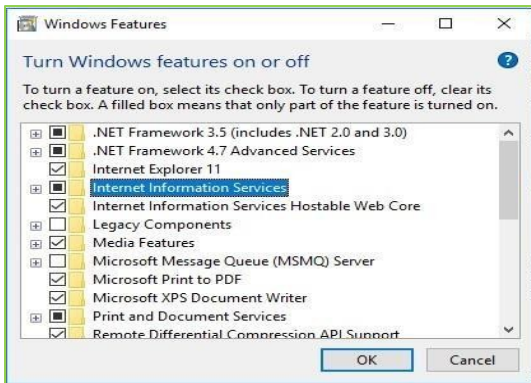 Windows Features
Turn Windows features on or off
To turn a feature on, select its check box. To turn a feature off, clear its
check box. A filled box means that only part of the feature is turned on.
.NET Framework 3.5 (includes .NET 2.0 and 3.0)
.NET Framework 4.7 Advanced Services
Internet Explorer 11
Internet Information Services
Internet Information Services Hostable Web Core
Legacy Components
Media Features
Microsoft Message Queue (MSMQ) Server
Microsoft Print to PDF
Microsoft XPS Document Writer
Print and Document Services
Remote Differential Compression API Support
OK Cancel